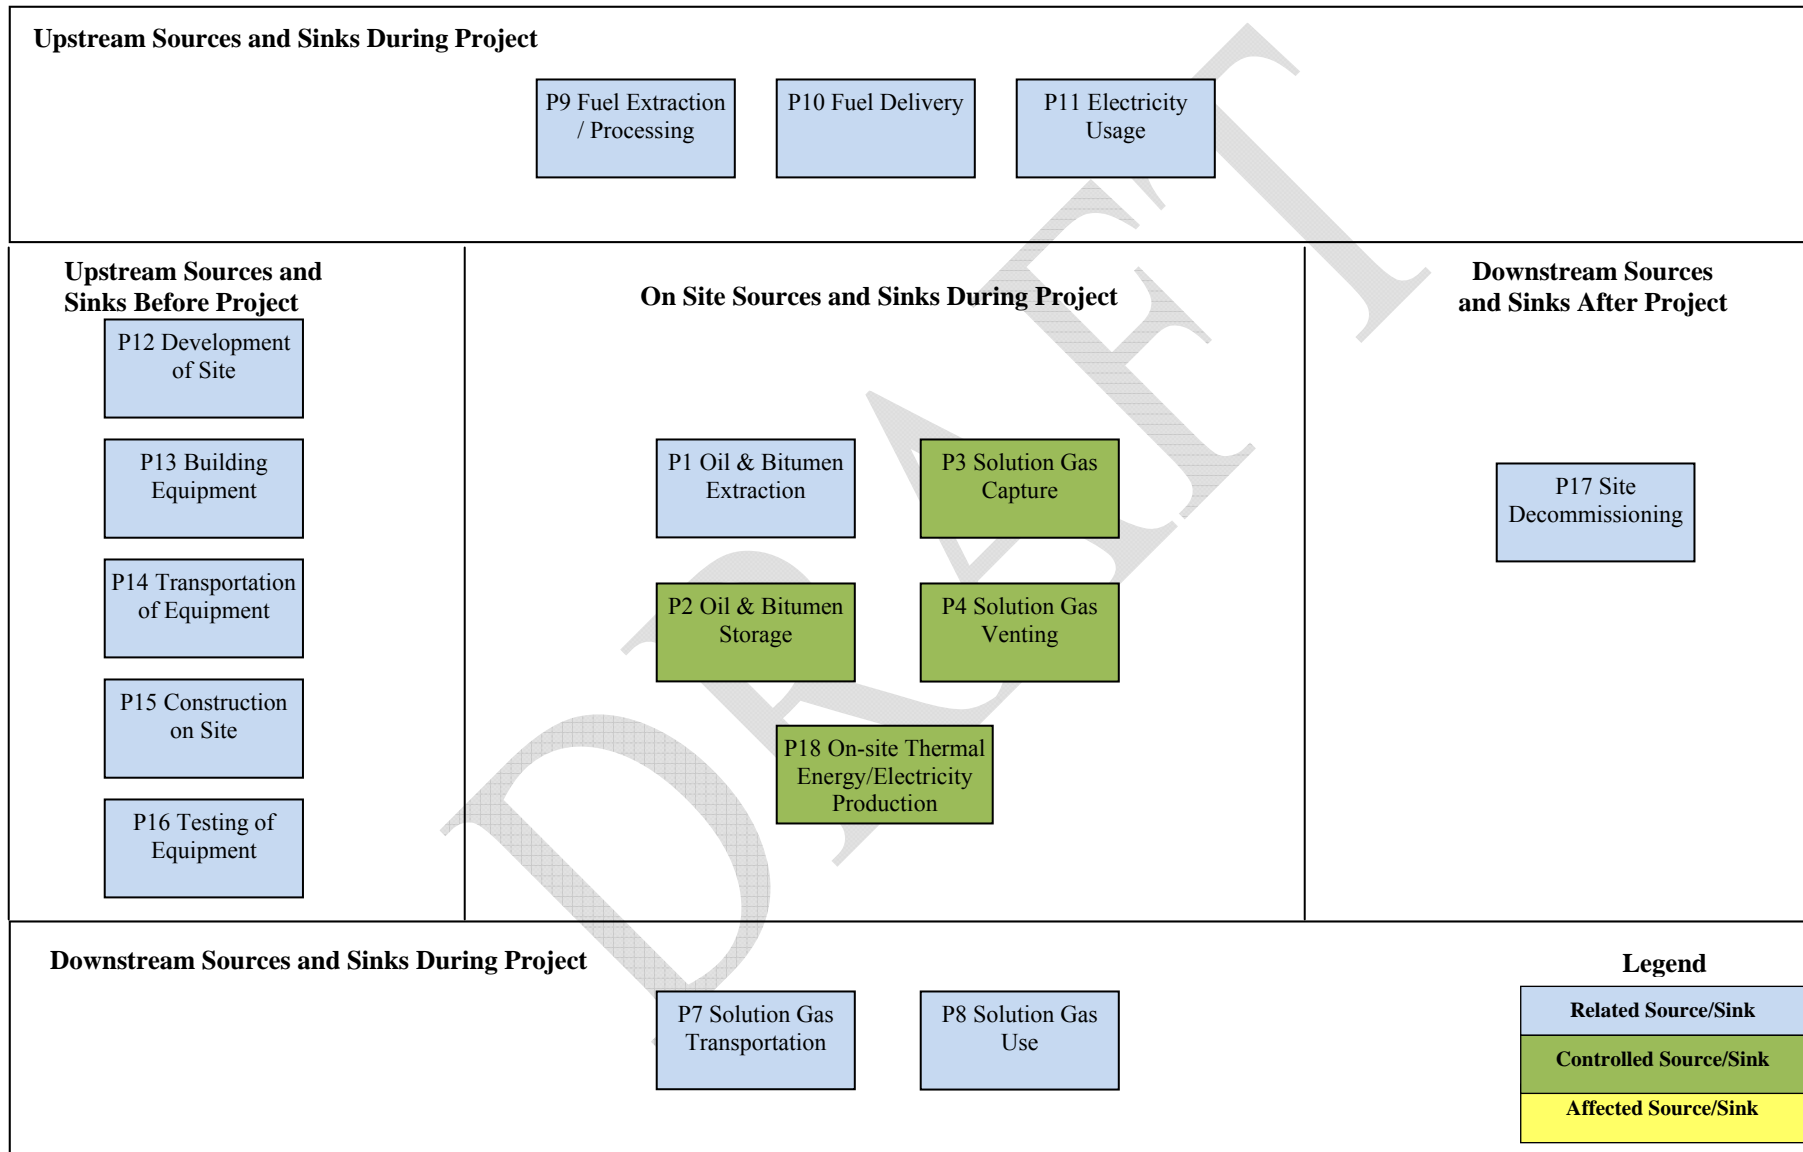 Upstream Sources and Sinks During Project
P9 Fuel Extraction
/ Processing
P10 Fuel Delivery
P11 Electricity
Usage
Upstream Sources and
Sinks Before Project
P12 Development
of Site
P13 Building
Equipment
P14 Transportation
of Equipment
P15 Construction
on Site
P16 Testing of
Equipment
On Site Sources and Sinks During Project
P1 Oil & Bitumen
Extraction
P3 Solution Gas
Capture
P2 Oil & Bitumen
Storage
P4 Solution Gas
Venting
P18 On-site Thermal
Energy/Electricity
Production
Downstream Sources
and Sinks After Project
P17 Site
Decommissioning
Downstream Sources and Sinks During Project
P7 Solution Gas
Transportation
P8 Solution Gas
Use
Legend
Related Source/Sink
Controlled Source/Sink
Affected Source/Sink
DRAFT